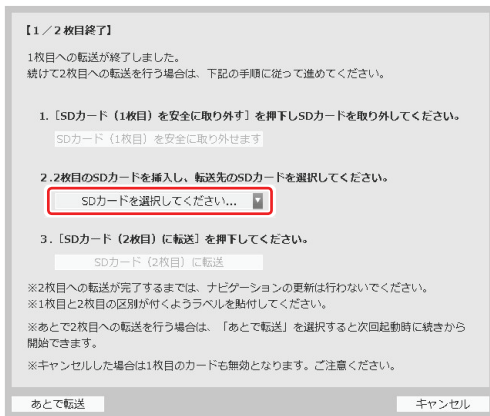 【1／2枚目終了】
1枚目への転送が終了しました。
続けて2枚目への転送を行う場合は、下記の手順に従って進めてください。
1.［SDカード（1枚目）を安全に取り外す］を押下しSDカードを取り外してください。
SDカード（1枚目）を安全に取り外せます
2.2枚目のSDカードを挿入し、転送先のSDカードを選択してください。
SDカードを選択してください...
3.［SDカード（2枚目）に転送］を押下してください。
SDカード（2枚目）に転送
※2枚目への転送が完了するまでは、ナビゲーションの更新は行わないでください。
※1枚目と2枚目の区別が付くようラベルを貼付してください。
※あとで2枚目への転送を行う場合は、「あとで転送」を選択すると次回起動時に続きから
開始できます。
※キャンセルした場合は1枚目のカードも無効となります。ご注意ください。
あとで転送
キャンセル